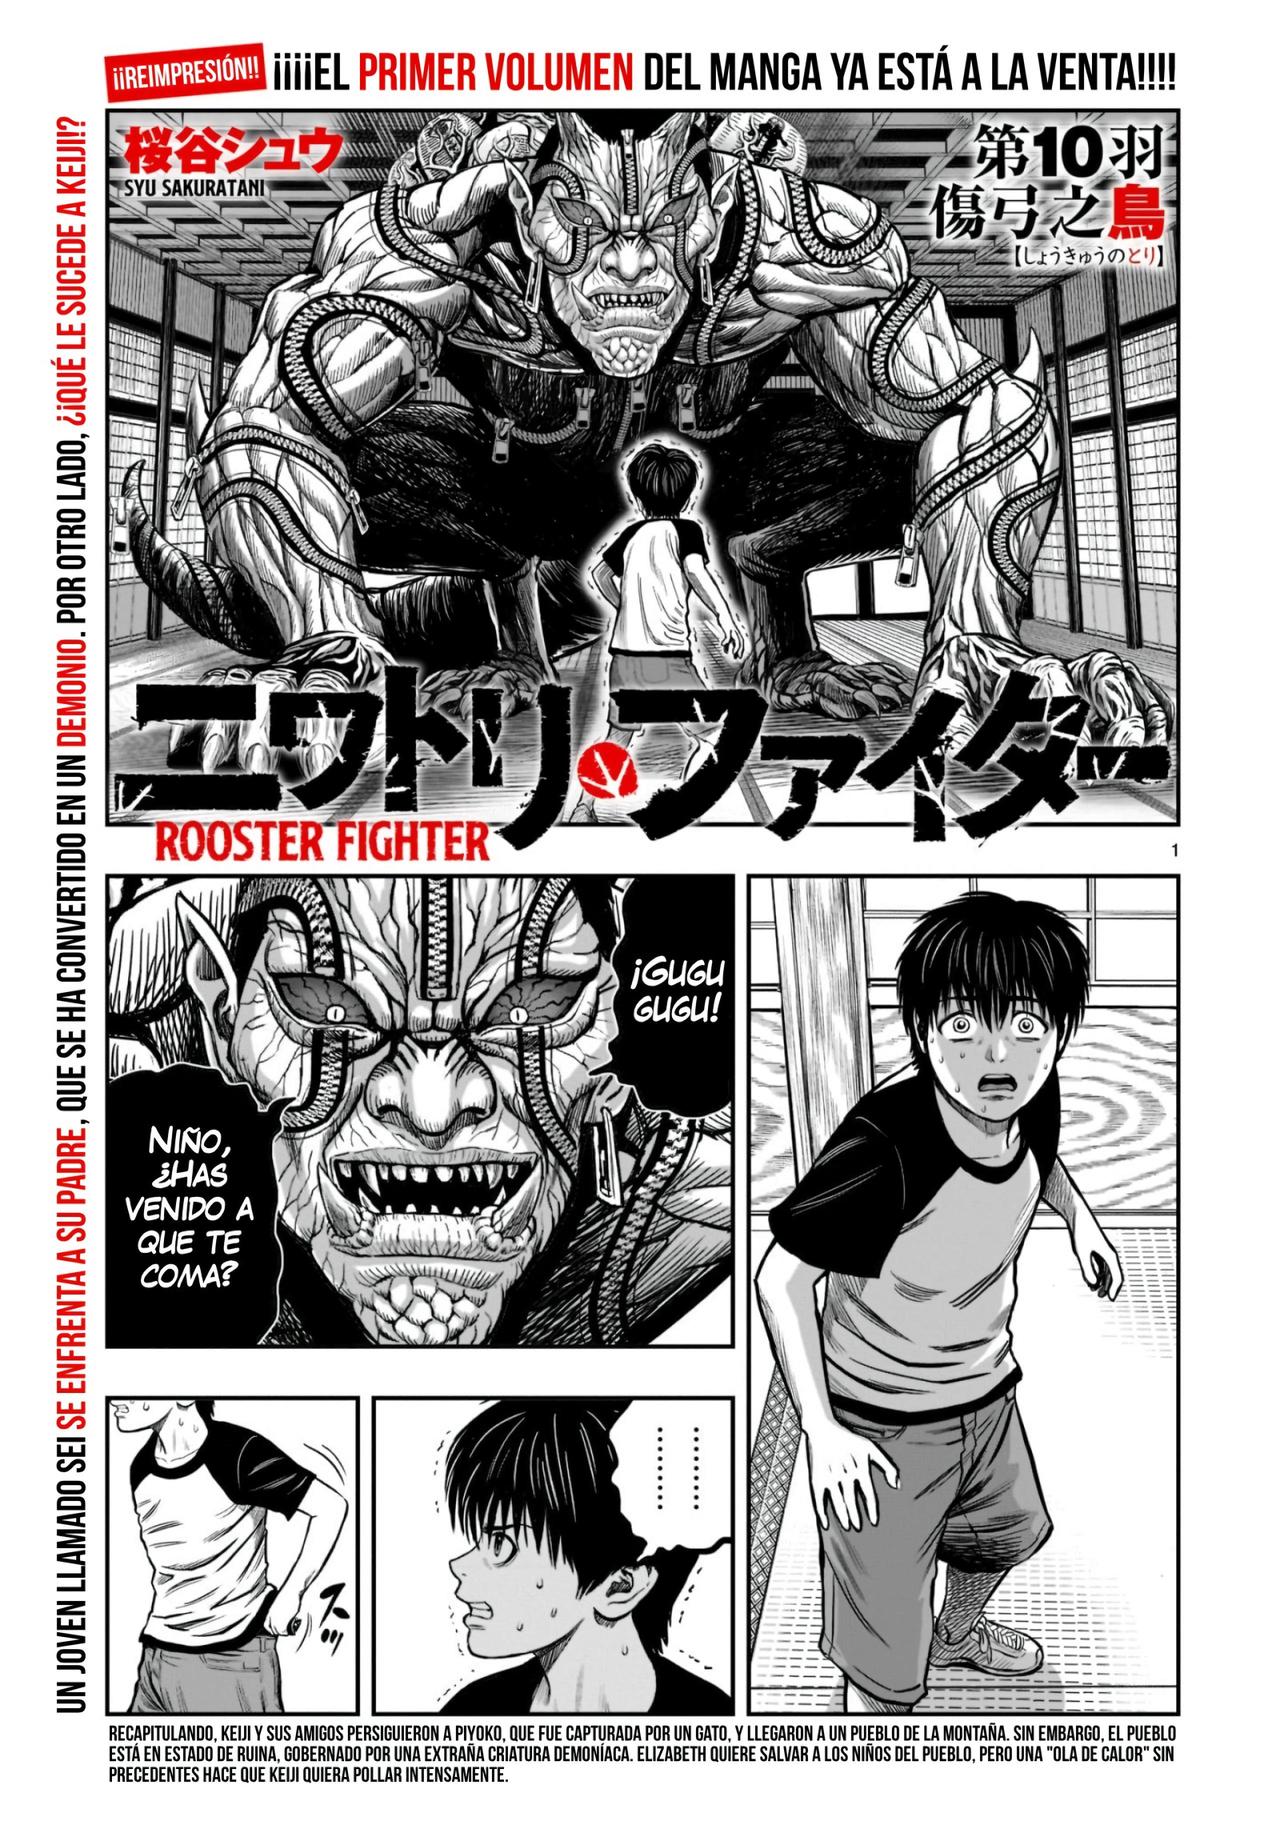 ¡¡REIMPRESIÓN!! ¡¡¡¡EL PRIMER VOLUMEN DEL MANGA YA ESTÁ A LA VENTA!!!!
UN JOVEN LLAMADO SEI SE ENFRENTA A SU PADRE, QUE SE HA CONVERTIDO EN UN DEMONIO. POR OTRO LADO, ¿¡QUÉ LE SUCEDE A KEIJI!?
桜谷シュウ
SYU SAKURATANI
第10羽
傷弓之鳥
【しょうきゅうのとり】
ニワトリ・ファイター
ROOSTER FIGHTER
1
¡GUGU
GUGU!
NIÑO,
¿HAS
VENIDO A
QUE TE
COMA?
スッ
RECAPITULANDO, KEIJI Y SUS AMIGOS PERSIGUIERON A PIYOKO, QUE FUE CAPTURADA POR UN GATO, Y LLEGARON A UN PUEBLO DE LA MONTAÑA. SIN EMBARGO, EL PUEBLO
ESTÁ EN ESTADO DE RUINA, GOBERNADO POR UNA EXTRAÑA CRIATURA DEMONÍACA. ELIZABETH QUIERE SALVAR A LOS NIÑOS DEL PUEBLO, PERO UNA "OLA DE CALOR" SIN
PRECEDENTES HACE QUE KEIJI QUIERA POLLAR INTENSAMENTE.